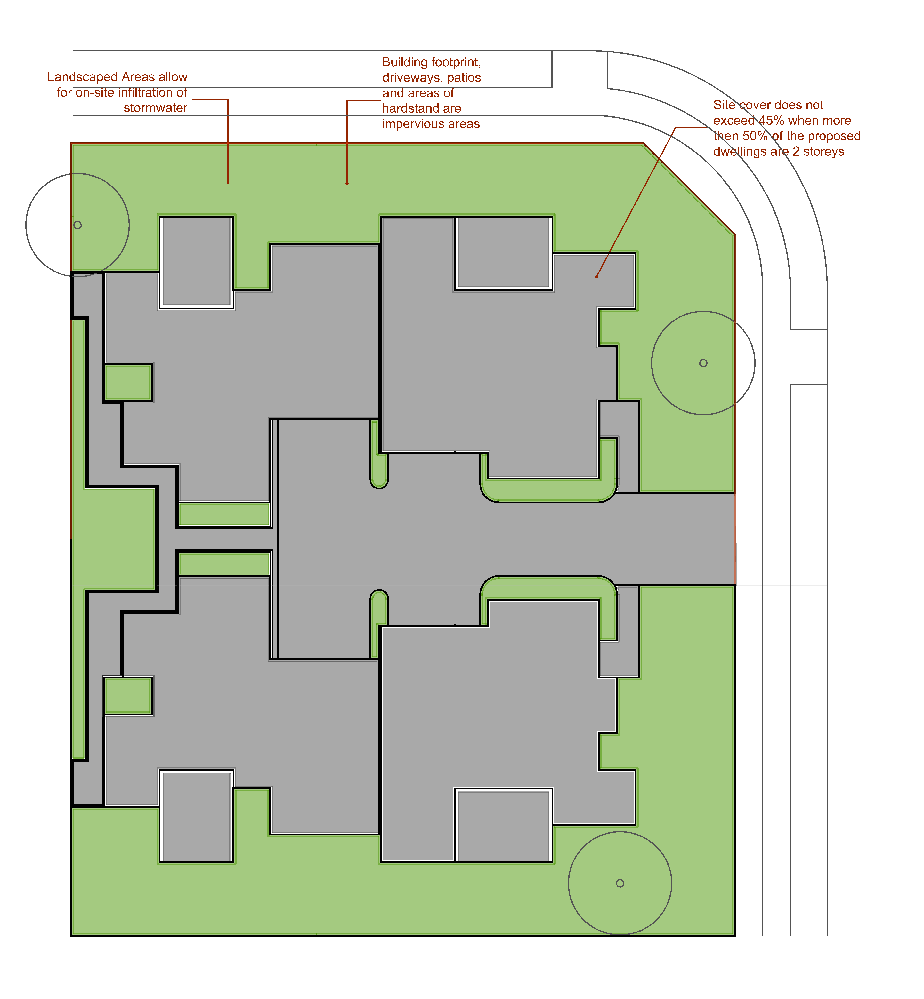 Landscaped Areas allow
for on-site infiltration of
stormwater
Building footprint,
driveways, patios
and areas of
hardstand are
impervious areas
Site cover does not
exceed 45% when more
then 50% of the proposed
dwellings are 2 storeys